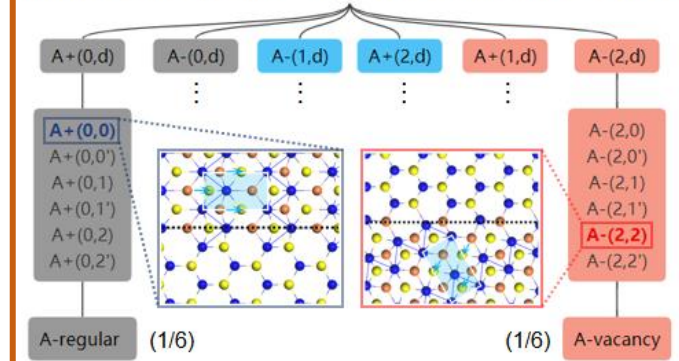 A+(0,d) A-(0,d) A-(1,d) A+(2,d) A+(1,d) A-(2,d)
A+(0,0)
A+(0,0')
A+(0,1)
A+(0,1')
A+(0,2)
A+(0,2')
A-(2,0)
A-(2,0')
A-(2,1)
A-(2,1')
A-(2,2)
A-(2,2')
A-regular (1/6) (1/6) A-vacancy